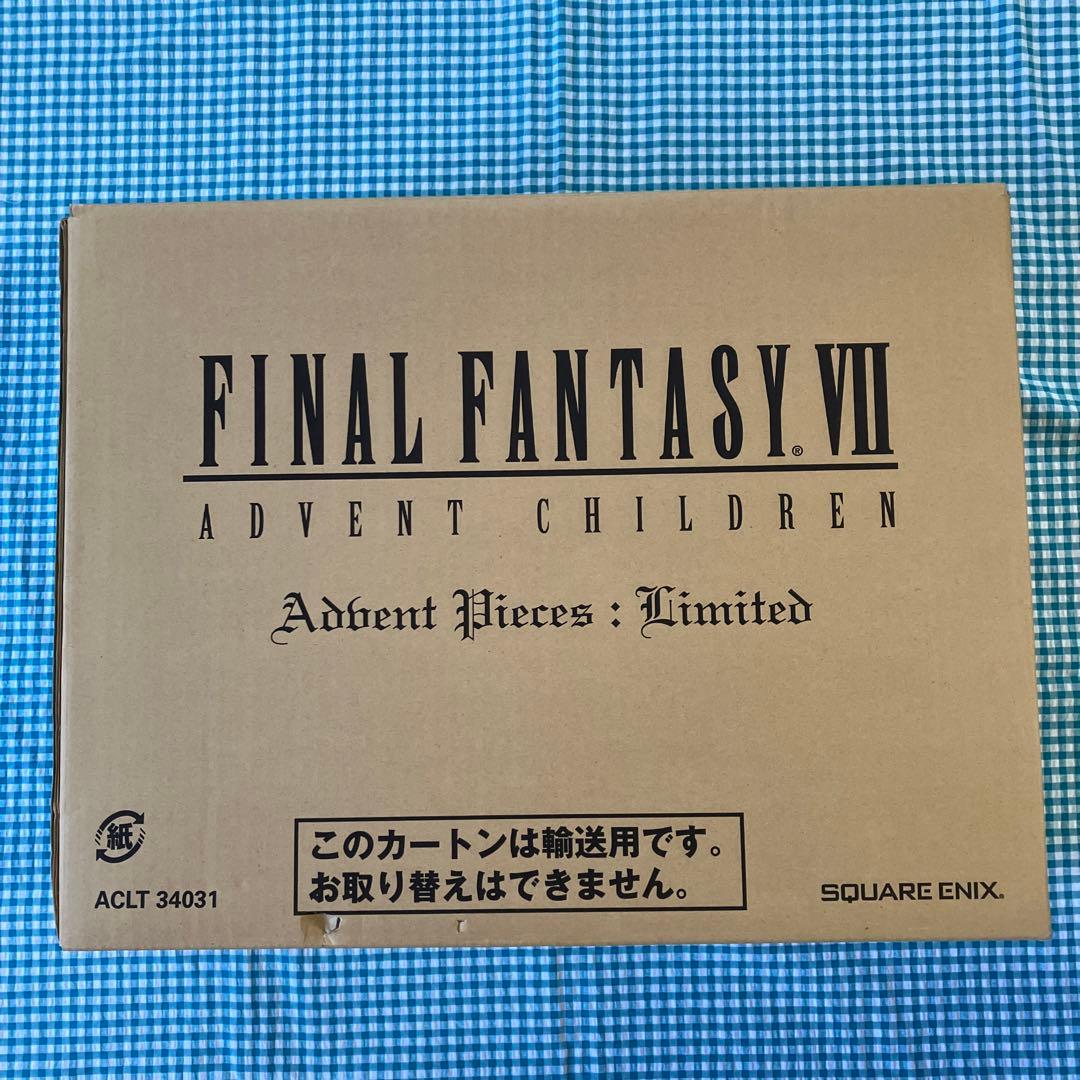 FINAL FANTASY® VII
ADVENT CHILDREN
Advent Pieces : Limited
紙
このカートンは輸送用です。
お取り替えはできません。
ACLT 34031
SQUARE ENIX®